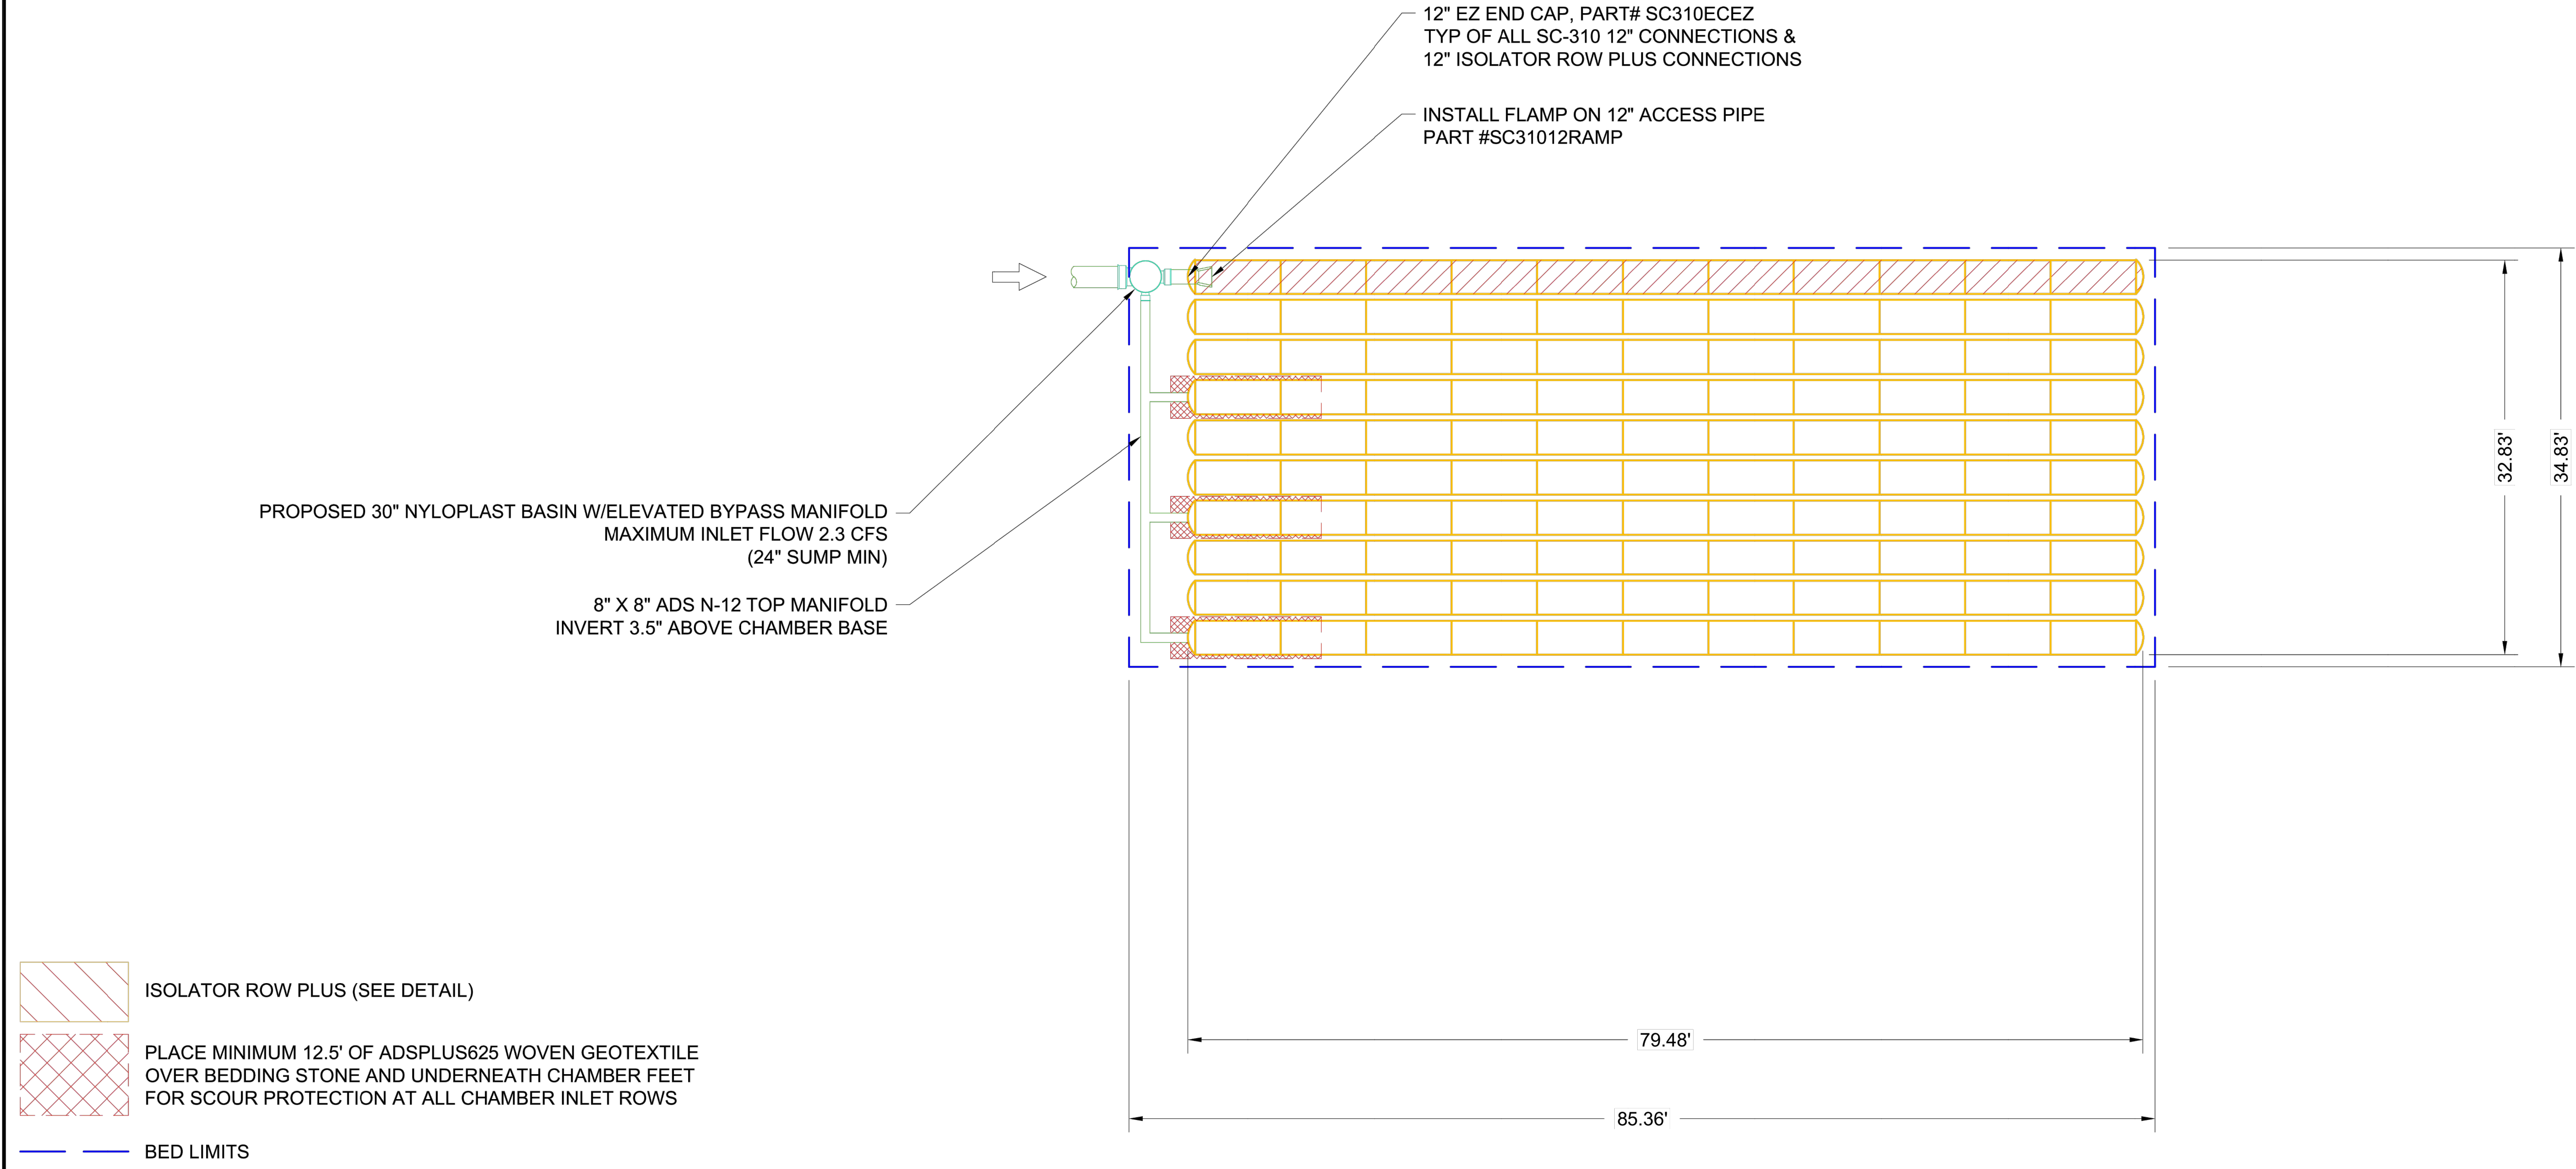 12" EZ END CAP, PART# SC310ECEZ
TYP OF ALL SC-310 12" CONNECTIONS &
12" ISOLATOR ROW PLUS CONNECTIONS
INSTALL FLAMP ON 12" ACCESS PIPE
PART #SC31012RAMP
PROPOSED 30" NYLOPLAST BASIN W/ELEVATED BYPASS MANIFOLD
MAXIMUM INLET FLOW 2.3 CFS
(24" SUMP MIN)
8" X 8" ADS N-12 TOP MANIFOLD
INVERT 3.5" ABOVE CHAMBER BASE
32.83'
34.83'
79.48'
85.36'
ISOLATOR ROW PLUS (SEE DETAIL)
PLACE MINIMUM 12.5' OF ADSPLUS625 WOVEN GEOTEXTILE
OVER BEDDING STONE AND UNDERNEATH CHAMBER FEET
FOR SCOUR PROTECTION AT ALL CHAMBER INLET ROWS
BED LIMITS